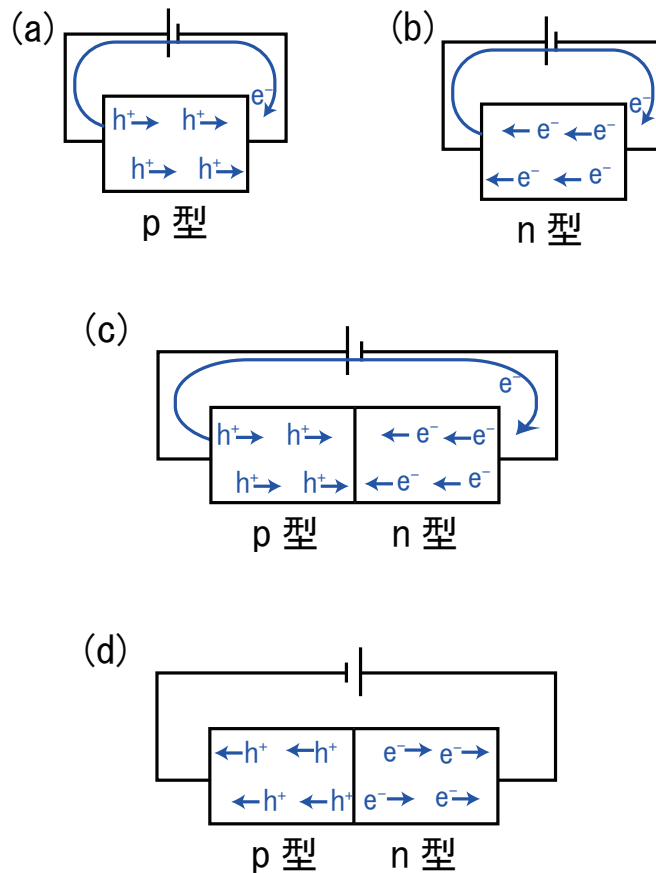 (a)
e⁻
h⁺ h⁺
h⁺ h⁺
p 型
(b)
e⁻
e⁻ e⁻
e⁻ e⁻
n 型
(c)
e⁻
h⁺ h⁺ e⁻ e⁻
h⁺ h⁺ e⁻ e⁻
p 型 n 型
(d)
h⁺ h⁺ e⁻ e⁻
h⁺ h⁺ e⁻ e⁻
p 型 n 型